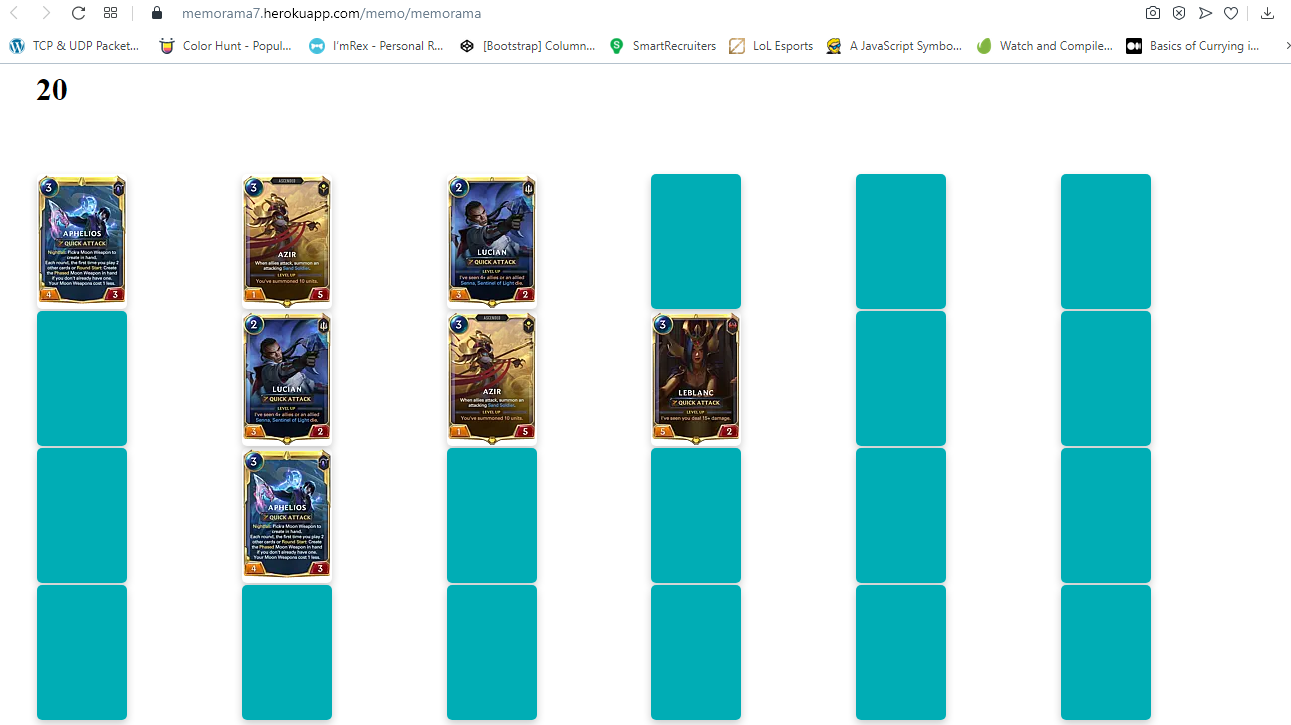 memorama7.herokuapp.com/memo/memorama
TCP & UDP Packet... Color Hunt - Popul... I'mRex - Personal R... [Bootstrap] Column... SmartRecruiters LoL Esports A JavaScript Symbo... Watch and Compile... Basics of Currying i...
20
3
APHELIOS
QUICK ATTACK
Nightfall: Pick a Moon Weapon to
create in hand.
Each round, the first time you play 2
other cards or Round Start: Create
the Phased Moon Weapon in hand
if you don't already have one.
Your Moon Weapons cost 1 less.
4 3
3 ASCENDED
AZIR
When allies attack, summon an
attacking Sand Soldier.
LEVEL UP
You've summoned 10 units.
1 5
2
LUCIAN
QUICK ATTACK
LEVEL UP
I've seen 4+ allies or an allied
Senna, Sentinel of Light die.
3 2
2
LUCIAN
QUICK ATTACK
LEVEL UP
I've seen 4+ allies or an allied
Senna, Sentinel of Light die.
3 2
3 ASCENDED
AZIR
When allies attack, summon an
attacking Sand Soldier.
LEVEL UP
You've summoned 10 units.
1 5
3
LEBLANC
QUICK ATTACK
LEVEL UP
I've seen you deal 15+ damage.
5 2
3
APHELIOS
QUICK ATTACK
Nightfall: Pick a Moon Weapon to
create in hand.
Each round, the first time you play 2
other cards or Round Start: Create
the Phased Moon Weapon in hand
if you don't already have one.
Your Moon Weapons cost 1 less.
4 3